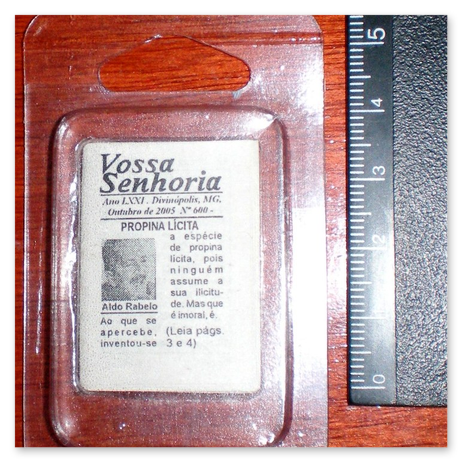 Vossa
Senhoria
Ano LXXI . Divinópolis, MG,
Outubro de 2005 Nº 600 -
PROPINA LÍCITA
Aldo Rabelo
Ao que se
apercebe,
inventou-se
a espécie
de propina
lícita, pois
ninguém
assume a
sua ilicitu-
de. Mas que
é imoral, é.
(Leia págs.
3 e 4)
5
4
3
2
1
0